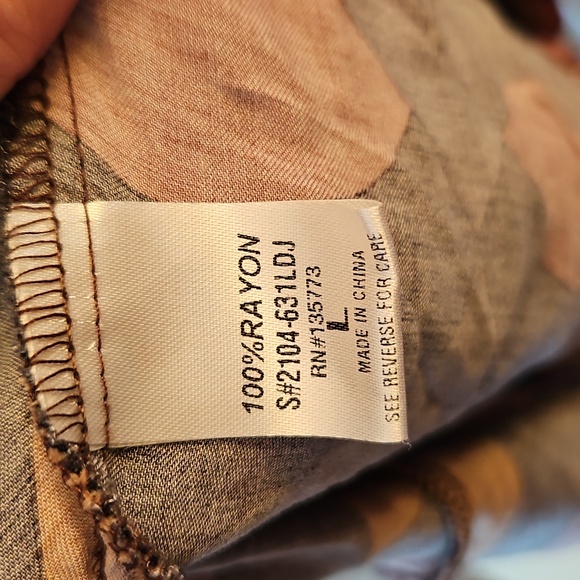 100%RAYON
S#2104-631LDJ
RN#135773
L
MADE IN CHINA
SEE REVERSE FOR CARE